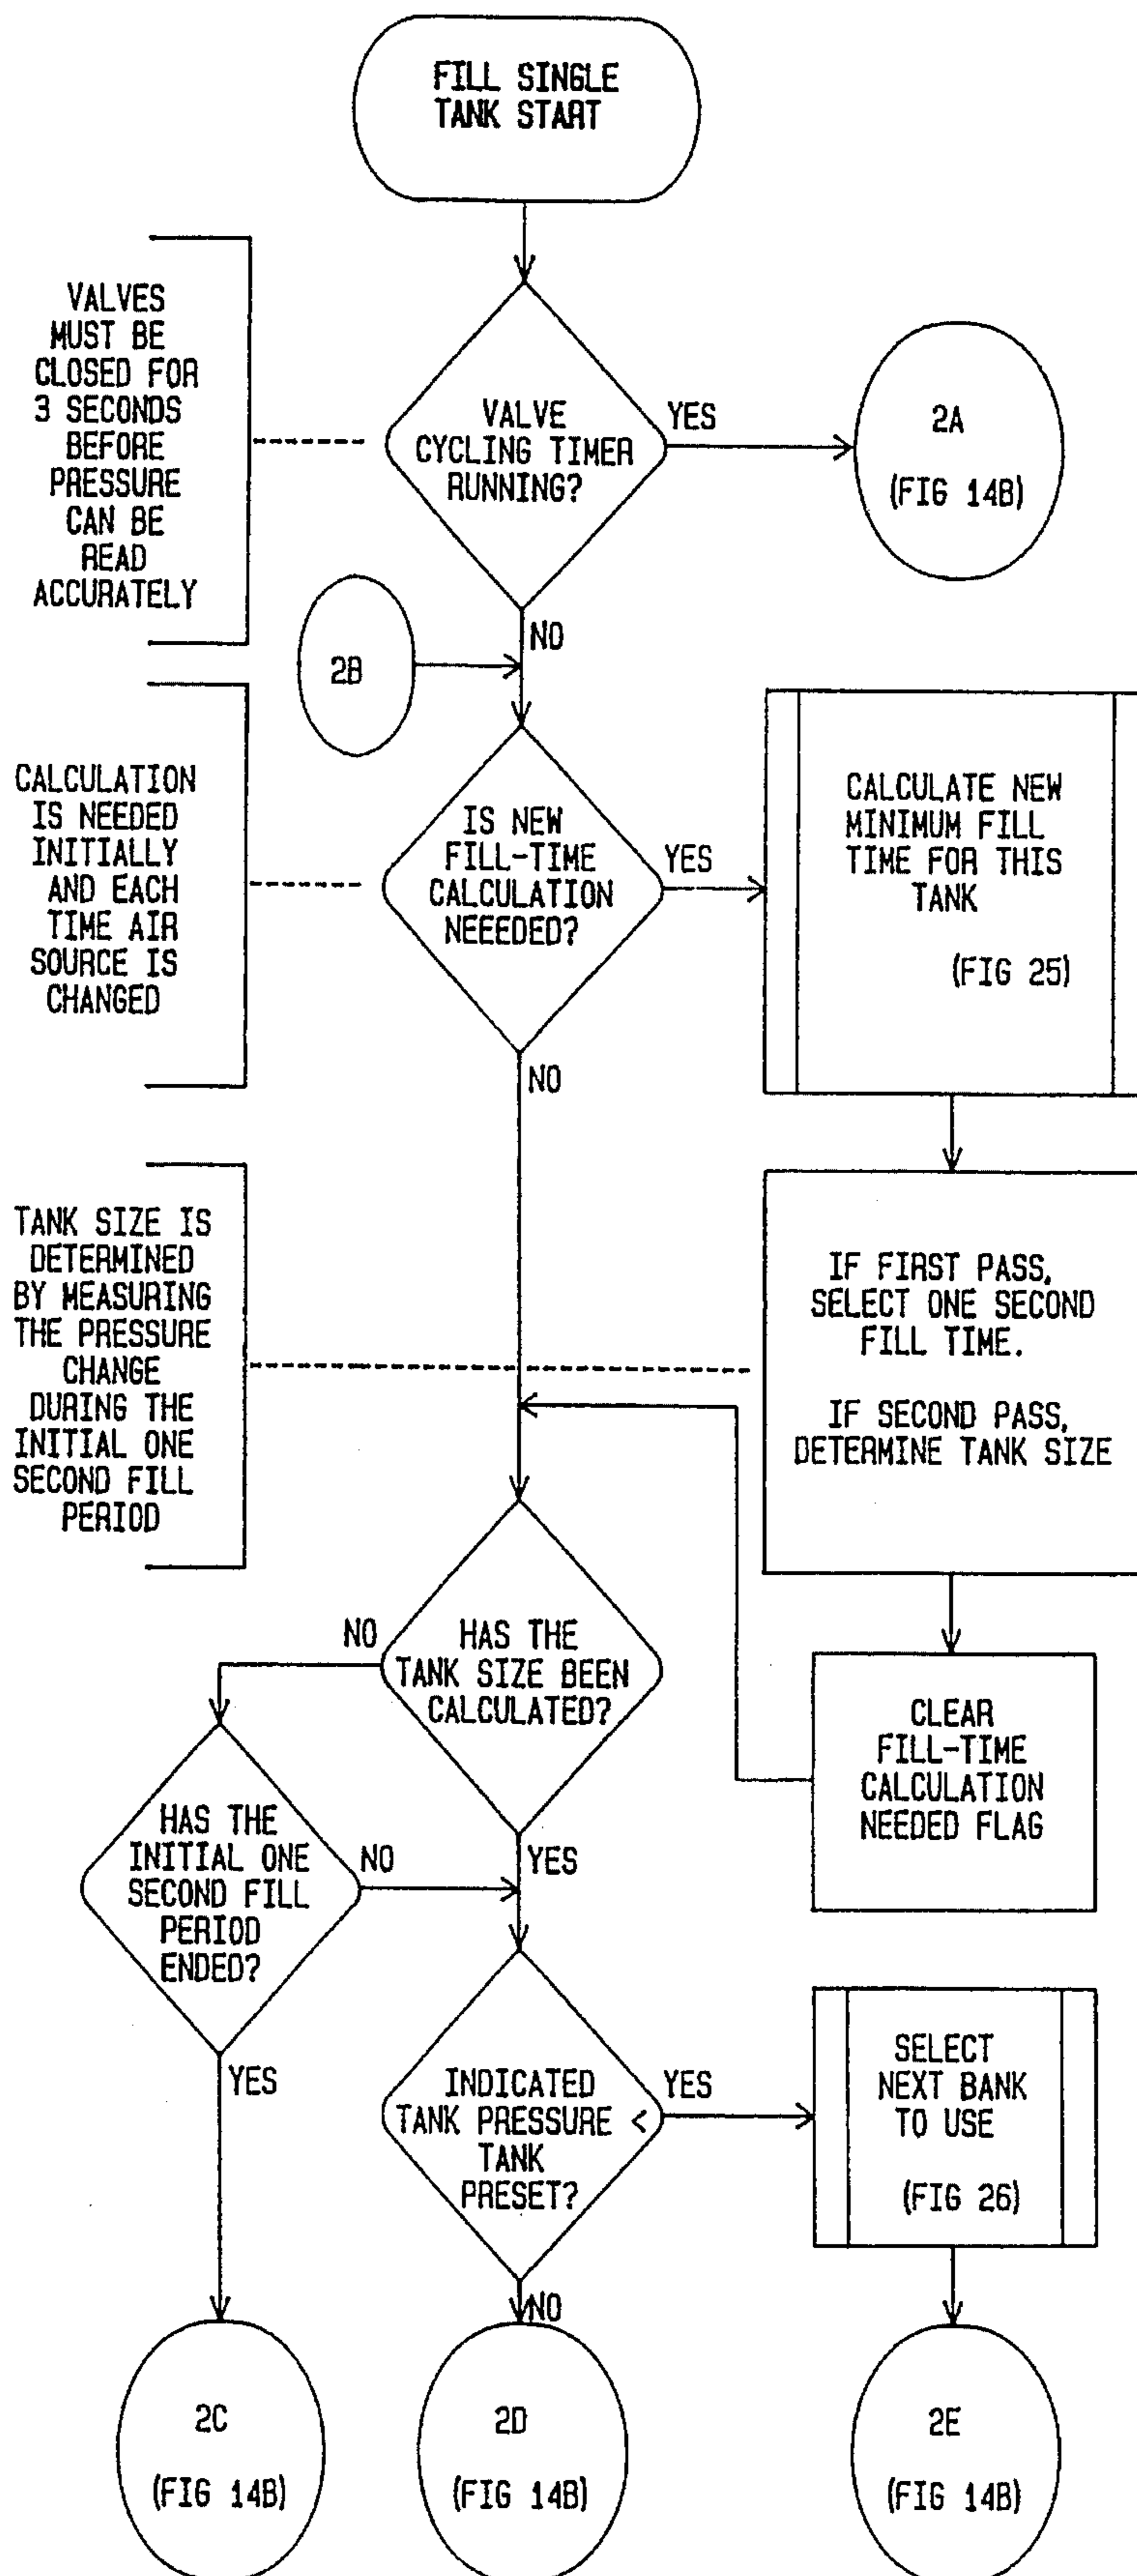 FILL SINGLE
TANK START
VALVES
MUST BE
CLOSED FOR
3 SECONDS
BEFORE
PRESSURE
CAN BE
READ
ACCURATELY
VALVE
CYCLING TIMER
RUNNING?
YES
2A
(FIG 14B)
NO
2B
CALCULATION
IS NEEDED
INITIALLY
AND EACH
TIME AIR
SOURCE IS
CHANGED
IS NEW
FILL-TIME
CALCULATION
NEEEDED?
YES
CALCULATE NEW
MINIMUM FILL
TIME FOR THIS
TANK
(FIG 25)
NO
TANK SIZE IS
DETERMINED
BY MEASURING
THE PRESSURE
CHANGE
DURING THE
INITIAL ONE
SECOND FILL
PERIOD
IF FIRST PASS,
SELECT ONE SECOND
FILL TIME.
IF SECOND PASS,
DETERMINE TANK SIZE
NO
HAS THE
TANK SIZE BEEN
CALCULATED?
CLEAR
FILL-TIME
CALCULATION
NEEDED FLAG
HAS THE
INITIAL ONE
SECOND FILL
PERIOD
ENDED?
NO
YES
YES
INDICATED
TANK PRESSURE <
TANK
PRESET?
YES
SELECT
NEXT BANK
TO USE
(FIG 26)
NO
2C
(FIG 14B)
2D
(FIG 14B)
2E
(FIG 14B)